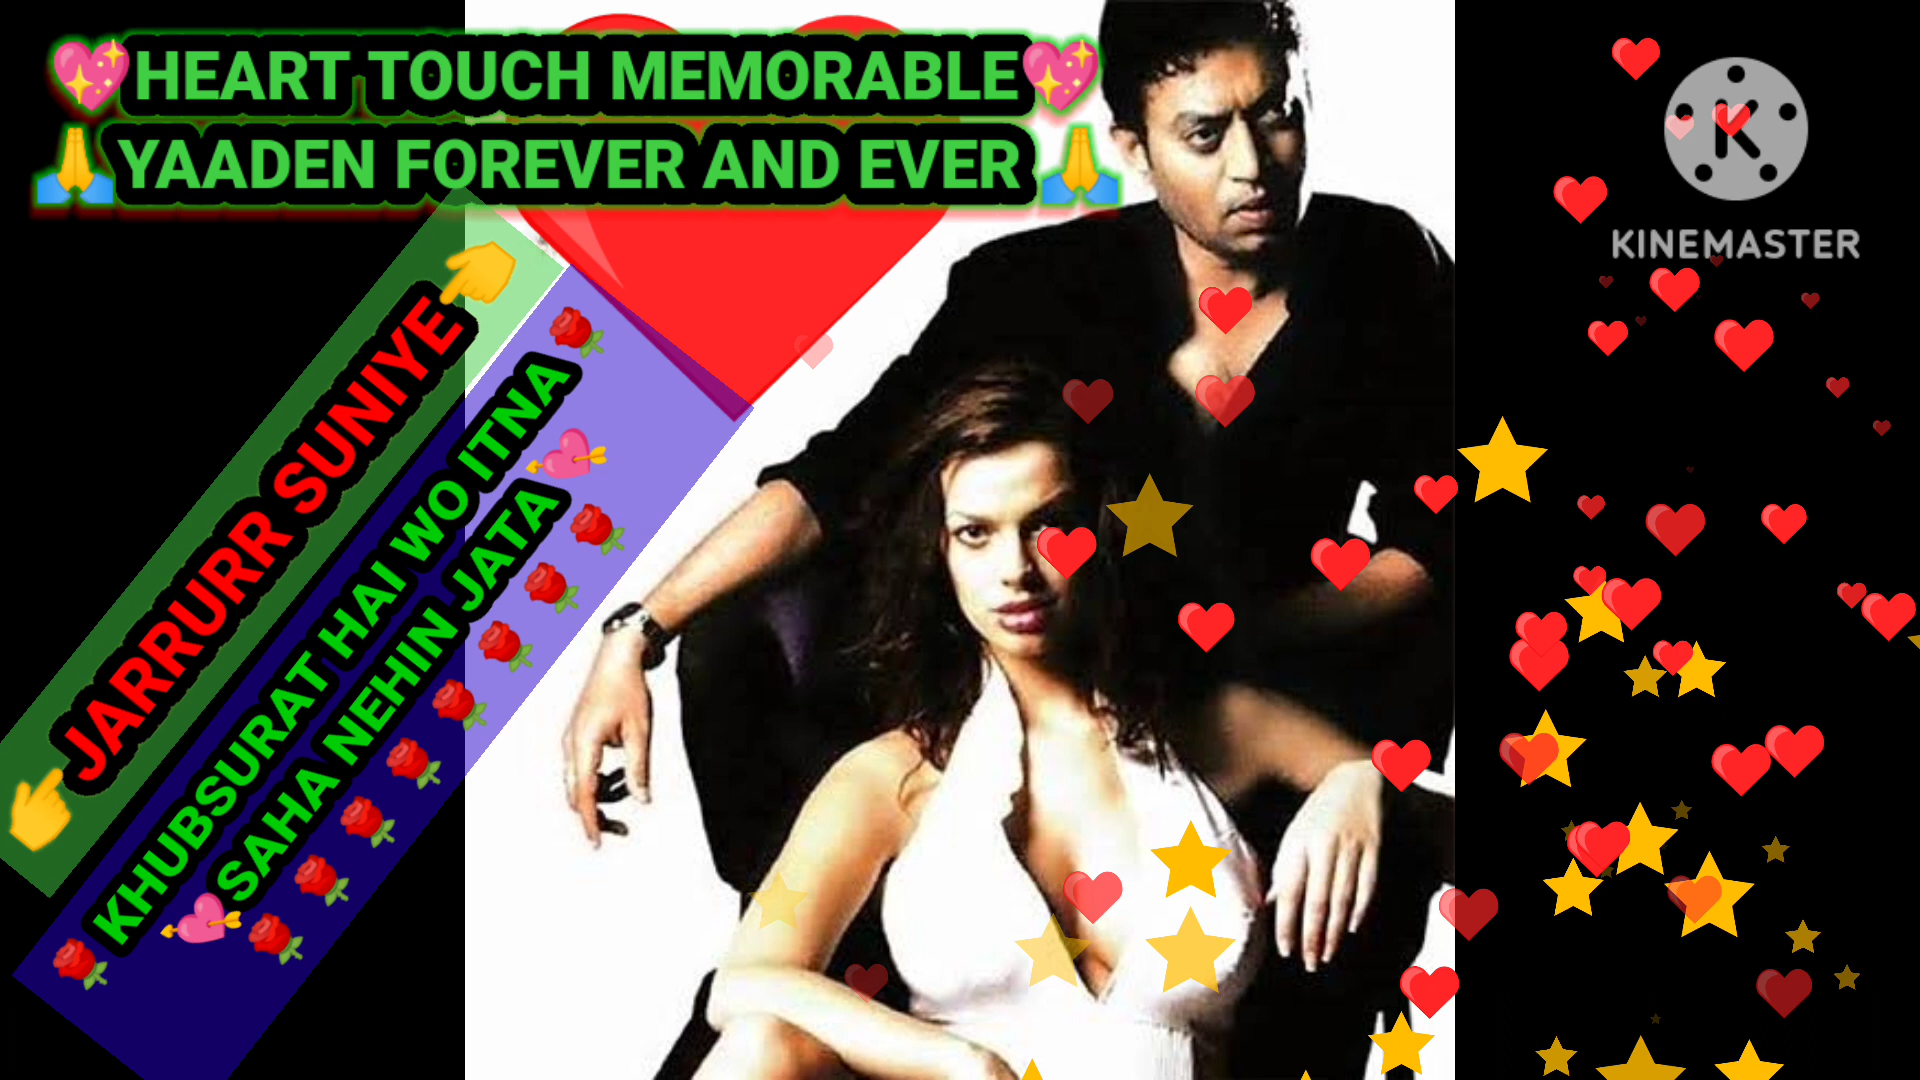 💖HEART TOUCH MEMORABLE💖
🙏YAADEN FOREVER AND EVER🙏
👉JARRURR SUNIYE👈
🌹KHUBSURAT HAI WO ITNA🌹
💘SAHA NEHIN JATA💘
K
KINEMASTER